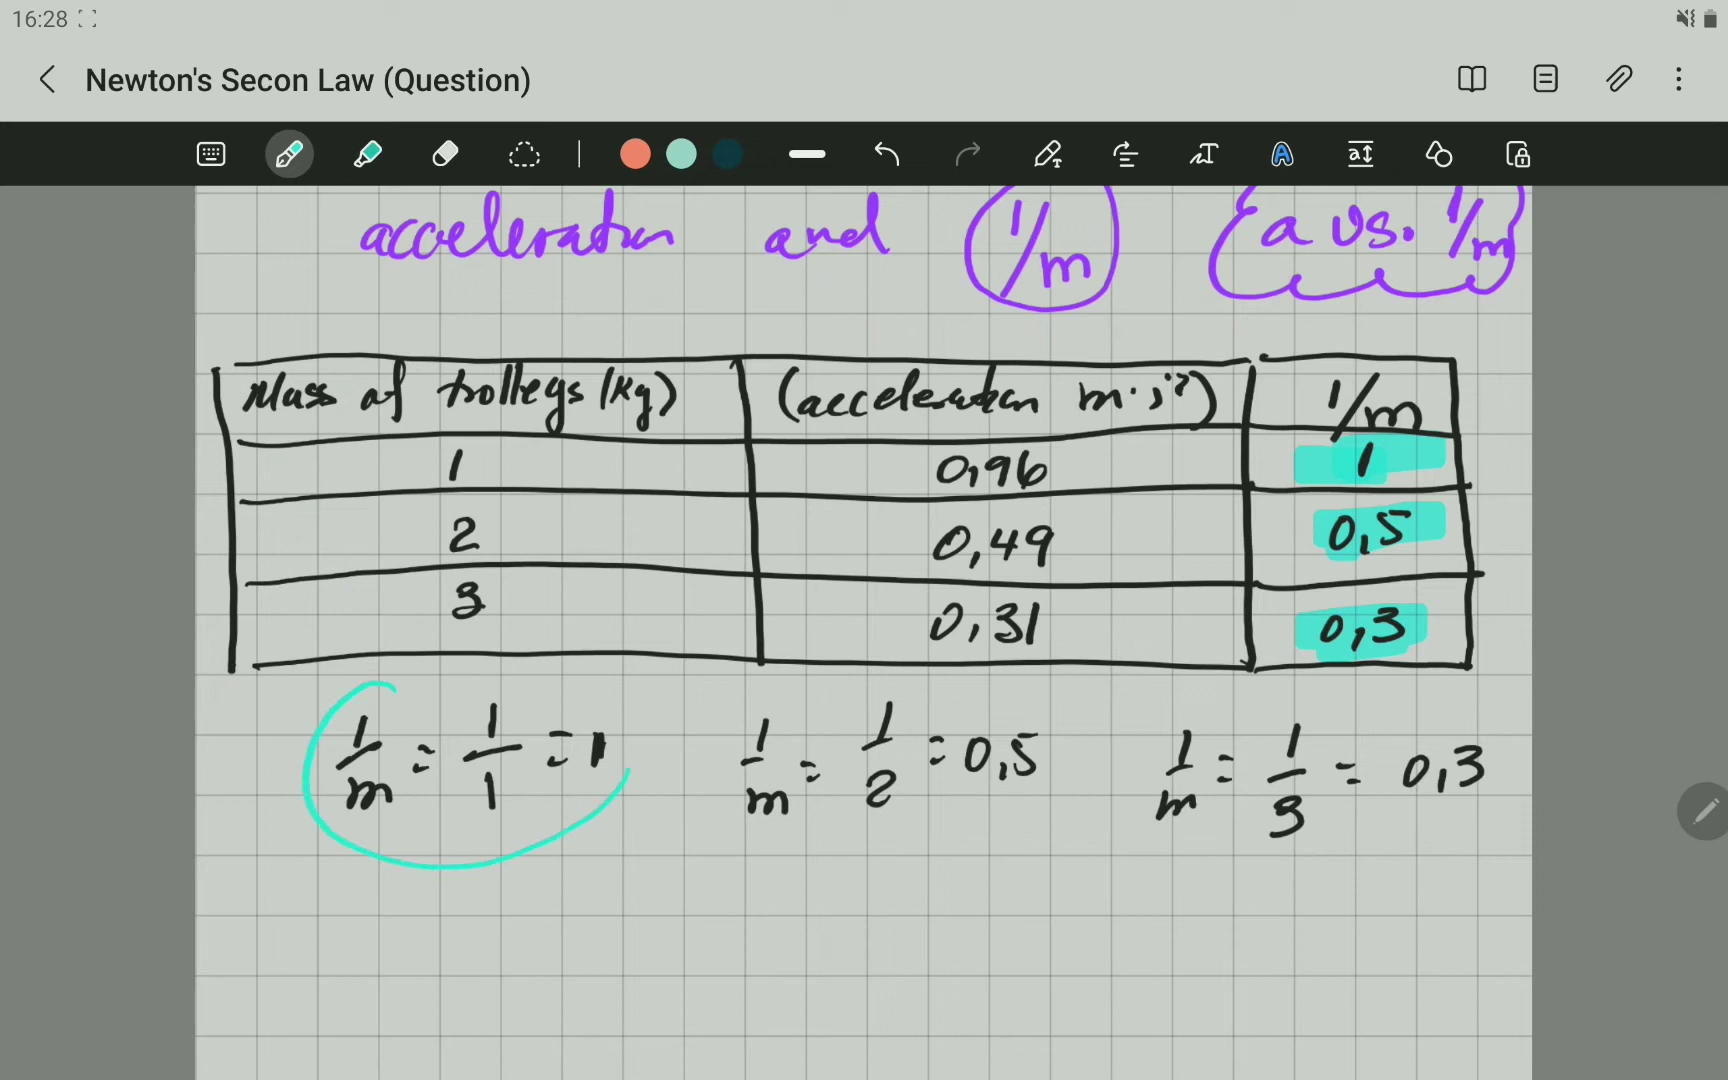 16:28
Newton's Secon Law (Question)
acceleration and 1/m (a vs. 1/m)
Mass of trolleys (kg) (acceleration m·s⁻²) 1/m
1 0,96 1
2 0,49 0,5
3 0,31 0,3
1/m = 1/1 = 1 1/m = 1/2 = 0,5 1/m = 1/3 = 0,3